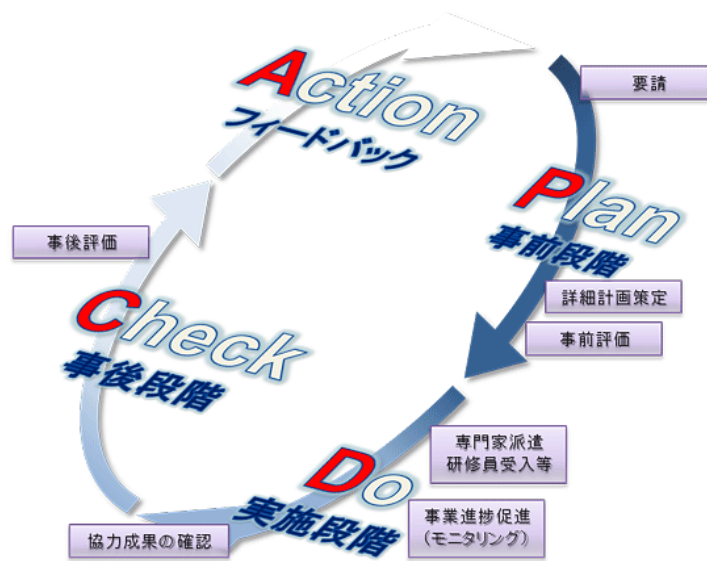 Action
フィードバック
要請
Plan
事前段階
詳細計画策定
事前評価
専門家派遣
研修員受入等
Do
実施段階
事業進捗促進
(モニタリング)
協力成果の確認
Check
事後段階
事後評価